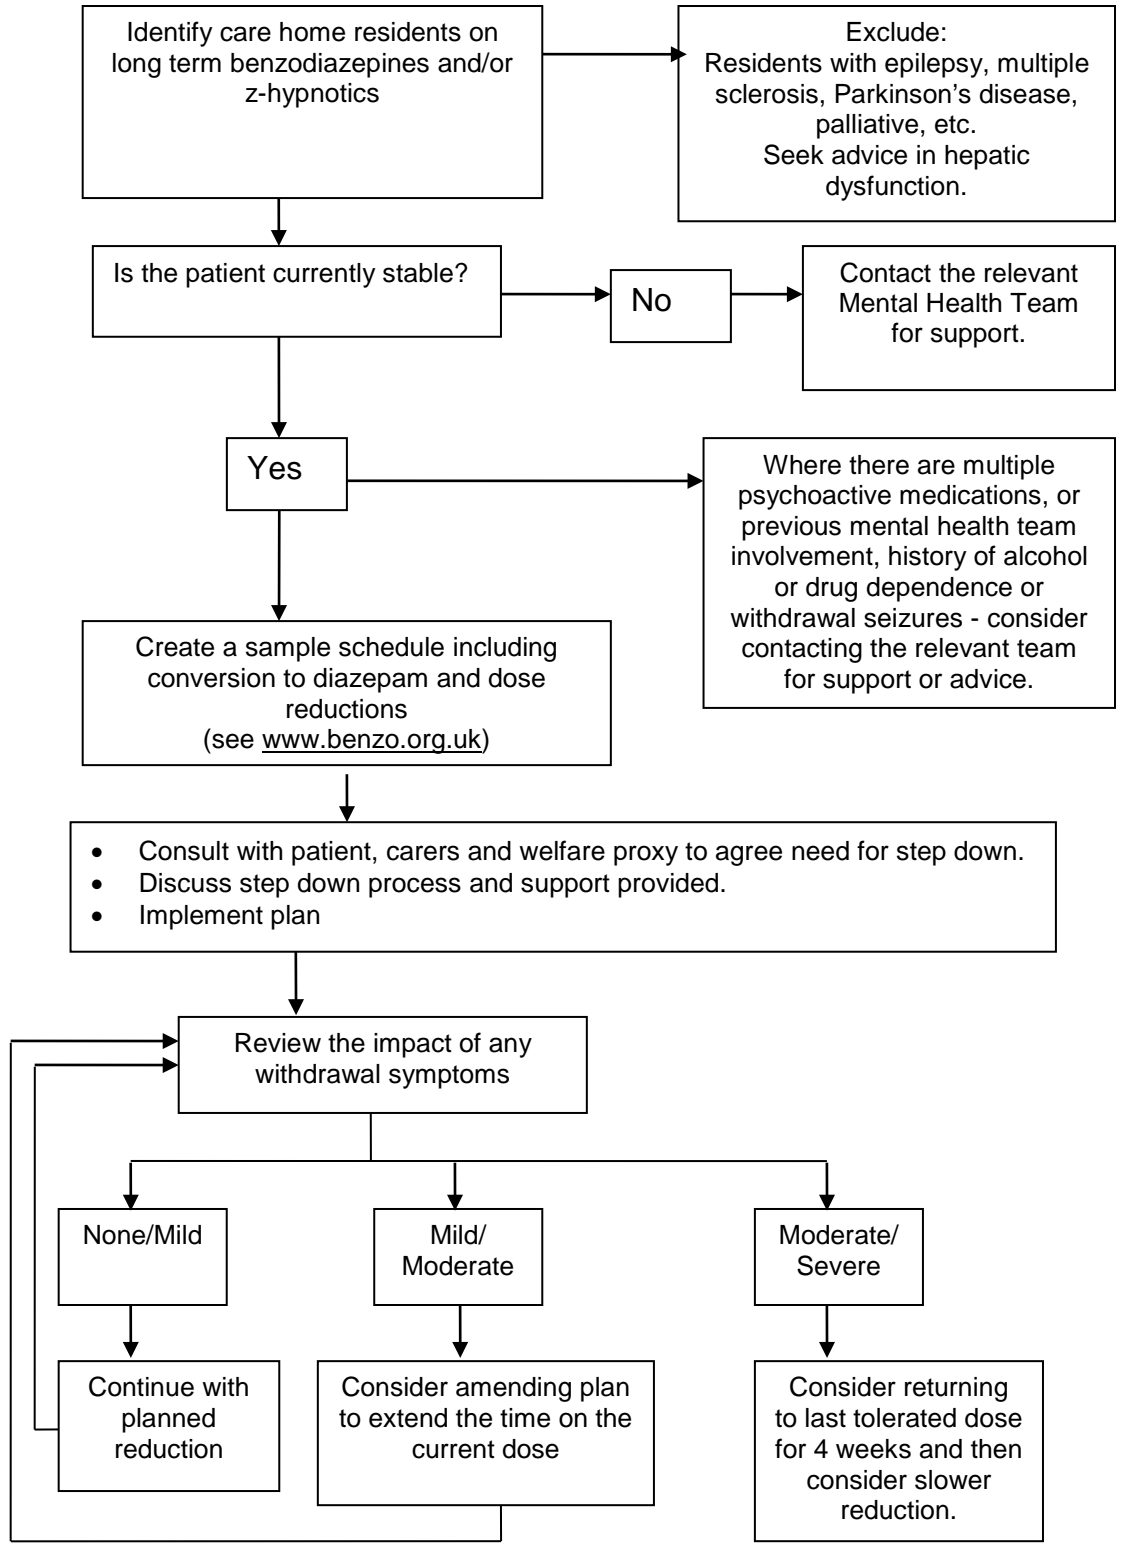 Identify care home residents on
long term benzodiazepines and/or
z-hypnotics
Exclude:
Residents with epilepsy, multiple
sclerosis, Parkinson's disease,
palliative, etc.
Seek advice in hepatic
dysfunction.
Is the patient currently stable?
No
Contact the relevant
Mental Health Team
for support.
Yes
Where there are multiple
psychoactive medications, or
previous mental health team
involvement, history of alcohol
or drug dependence or
withdrawal seizures - consider
contacting the relevant team
for support or advice.
Create a sample schedule including
conversion to diazepam and dose
reductions
(see www.benzo.org.uk)
• Consult with patient, carers and welfare proxy to agree need for step down.
• Discuss step down process and support provided.
• Implement plan
Review the impact of any
withdrawal symptoms
None/Mild
Mild/
Moderate
Moderate/
Severe
Continue with
planned
reduction
Consider amending plan
to extend the time on the
current dose
Consider returning
to last tolerated dose
for 4 weeks and then
consider slower
reduction.